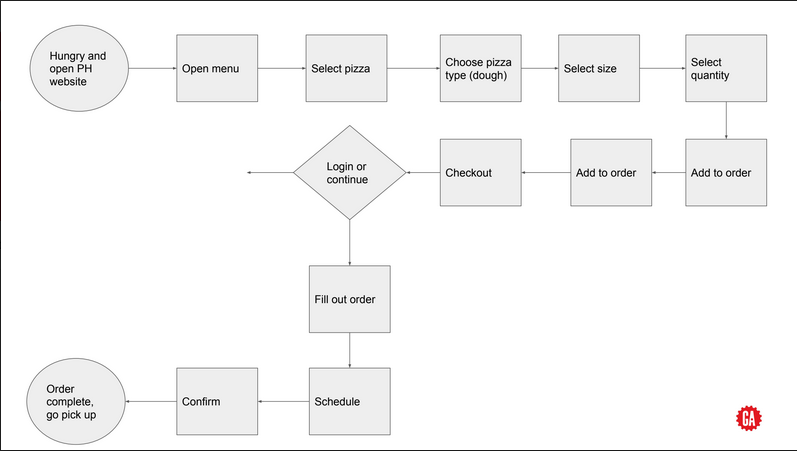 Hungry and
open PH
website
Open menu
Select pizza
Choose pizza
type (dough)
Select size
Select
quantity
Login or
continue
Checkout
Add to order
Add to order
Fill out order
Order
complete,
go pick up
Confirm
Schedule
GA